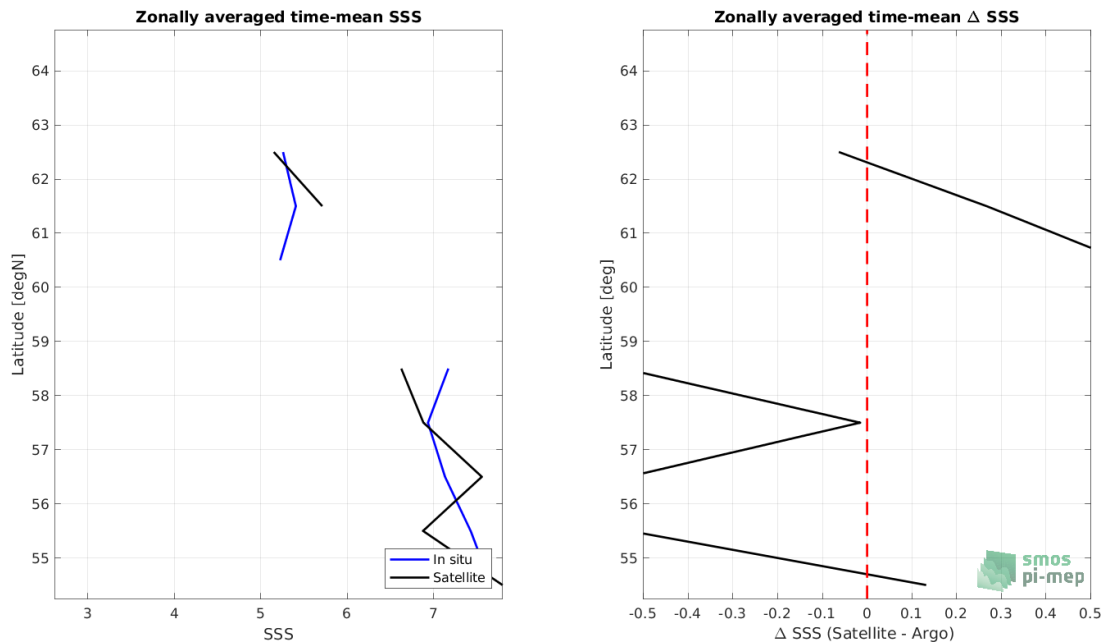 Zonally averaged time-mean SSS
64
63
62
61
60
59
58
57
56
55
Latitude [degN]
3 4 5 6 7
SSS
In situ
Satellite
Zonally averaged time-mean Δ SSS
64
63
62
61
60
59
58
57
56
55
Latitude [deg]
-0.5 -0.4 -0.3 -0.2 -0.1 0 0.1 0.2 0.3 0.4 0.5
Δ SSS (Satellite - Argo)
smos
pi-mep